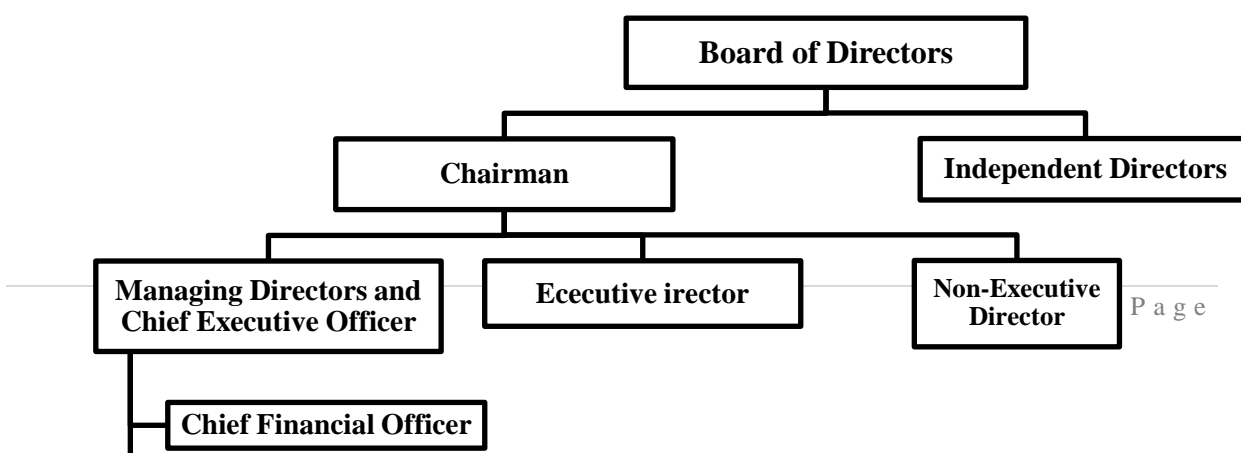 Board of Directors
Chairman
Independent Directors
Managing Directors and
Chief Executive Officer
Ececutive irector
Non-Executive
Director
Page
Chief Financial Officer